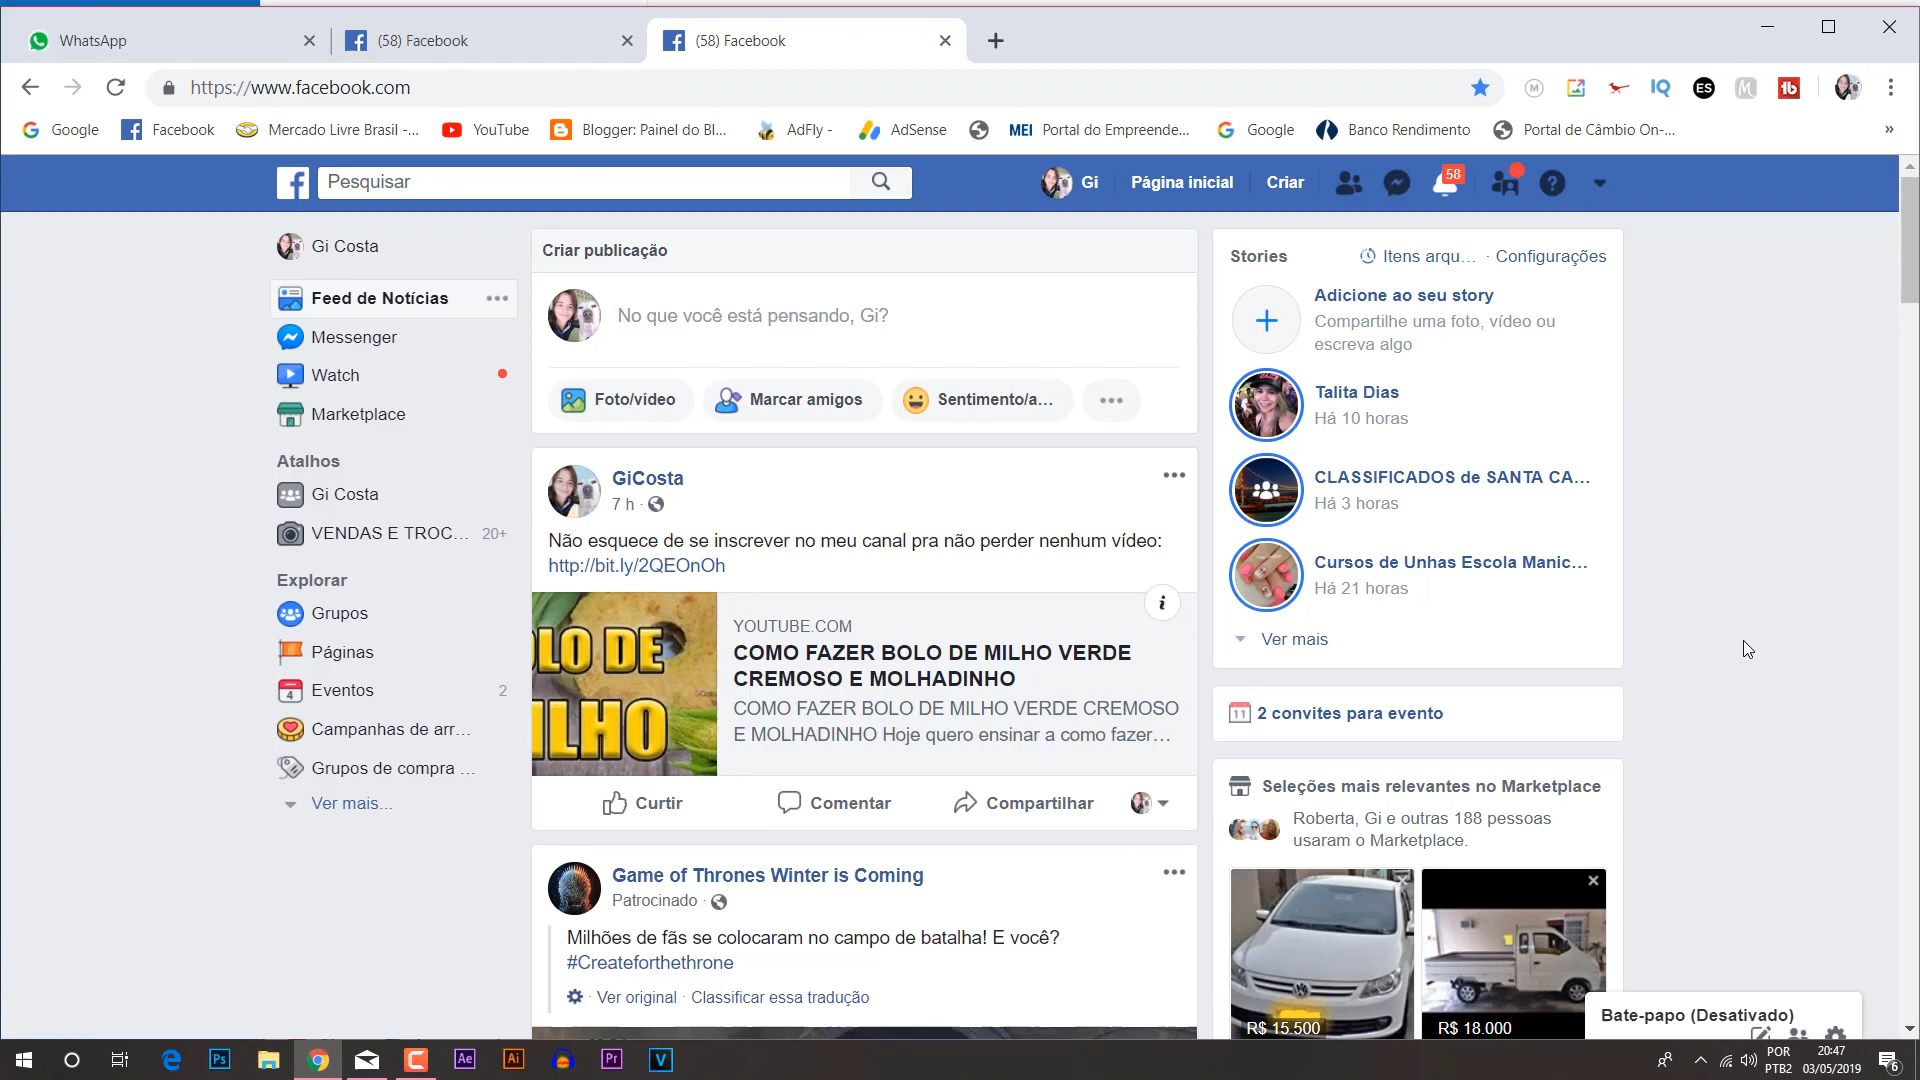 WhatsApp
(58) Facebook
(58) Facebook
https://www.facebook.com
M
IQ
ES
M
Google
Facebook
Mercado Livre Brasil -...
YouTube
Blogger: Painel do Bl...
AdFly -
AdSense
MEI Portal do Empreende...
Google
Banco Rendimento
Portal de Câmbio On-...
»
Pesquisar
Gi
Página inicial
Criar
58
Gi Costa
Feed de Notícias
Messenger
Watch
Marketplace
Atalhos
Gi Costa
VENDAS E TROC... 20+
Explorar
Grupos
Páginas
4
Eventos 2
Campanhas de arr...
Grupos de compra ...
Ver mais...
Criar publicação
No que você está pensando, Gi?
Foto/vídeo
Marcar amigos
Sentimento/a...
GiCosta
7 h ·
Não esquece de se inscrever no meu canal pra não perder nenhum vídeo:
http://bit.ly/2QEOnOh
LO DE
ILHO
YOUTUBE.COM
COMO FAZER BOLO DE MILHO VERDE
CREMOSO E MOLHADINHO
COMO FAZER BOLO DE MILHO VERDE CREMOSO
E MOLHADINHO Hoje quero ensinar a como fazer...
Curtir
Comentar
Compartilhar
Game of Thrones Winter is Coming
Patrocinado ·
Milhões de fãs se colocaram no campo de batalha! E você?
#Createforthethrone
· Ver original · Classificar essa tradução
Stories
Itens arqu... · Configurações
Adicione ao seu story
Compartilhe uma foto, vídeo ou
escreva algo
Talita Dias
Há 10 horas
CLASSIFICADOS de SANTA CA...
Há 3 horas
Cursos de Unhas Escola Manic...
Há 21 horas
Ver mais
11
2 convites para evento
Seleções mais relevantes no Marketplace
Roberta, Gi e outras 188 pessoas
usaram o Marketplace.
R$ 15.500
R$ 18.000
Bate-papo (Desativado)
Ps
Ae
Ai
Pr
V
POR
PTB2
20:47
03/05/2019
6